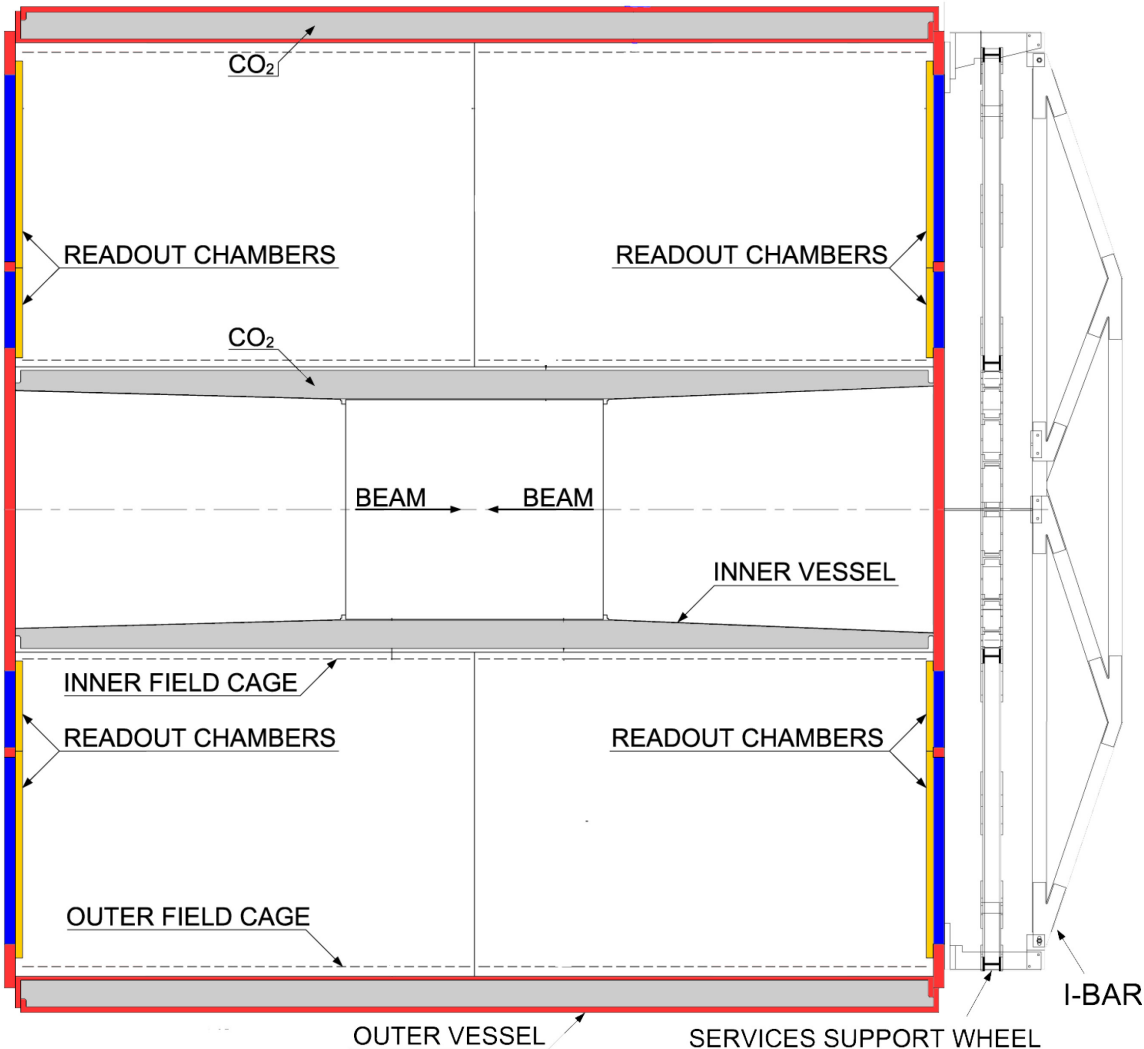 CO₂
READOUT CHAMBERS
READOUT CHAMBERS
CO₂
BEAM
BEAM
INNER VESSEL
INNER FIELD CAGE
READOUT CHAMBERS
READOUT CHAMBERS
OUTER FIELD CAGE
I-BAR
OUTER VESSEL
SERVICES SUPPORT WHEEL